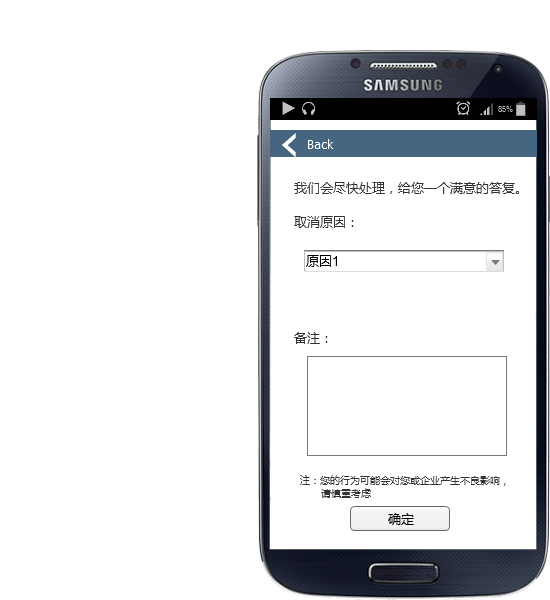 SAMSUNG
85%
Back
我们会尽快处理，给您一个满意的答复。
取消原因：
原因1
备注：
注：您的行为可能会对您或企业产生不良影响，
请慎重考虑
确定